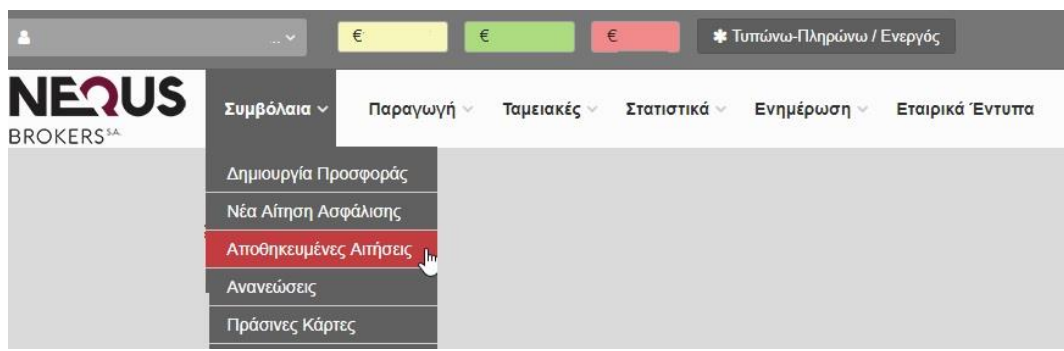 € € € ✱ Τυπώνω-Πληρώνω / Ενεργός
NEQUS
BROKERS S.A.
Συμβόλαια Παραγωγή Ταμειακές Στατιστικά Ενημέρωση Εταιρικά Έντυπα
Δημιουργία Προσφοράς
Νέα Αίτηση Ασφάλισης
Αποθηκευμένες Αιτήσεις
Ανανεώσεις
Πράσινες Κάρτες